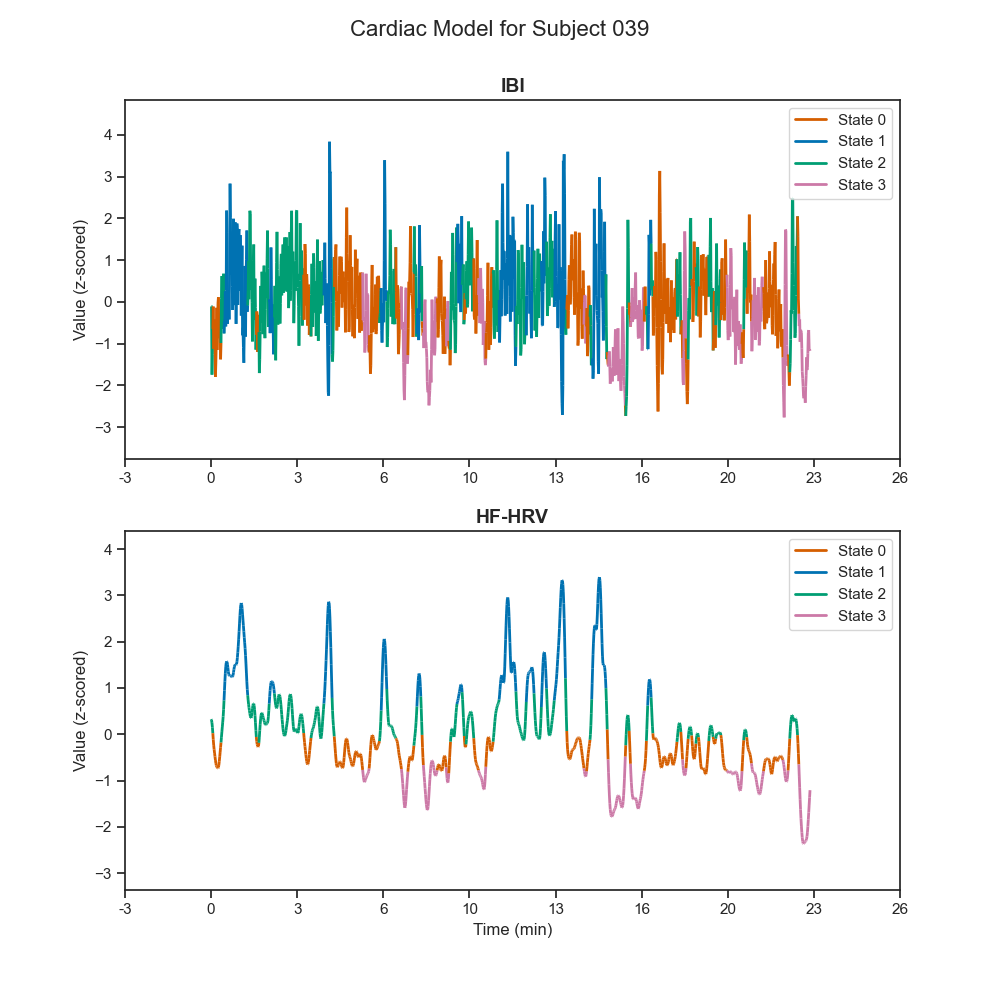 Cardiac Model for Subject 039
IBI
Value (z-scored)
4
3
2
1
0
−1
−2
−3
-3
0
3
6
10
13
16
20
23
26
State 0
State 1
State 2
State 3
HF-HRV
Value (z-scored)
4
3
2
1
0
−1
−2
−3
-3
0
3
6
10
13
16
20
23
26
State 0
State 1
State 2
State 3
Time (min)